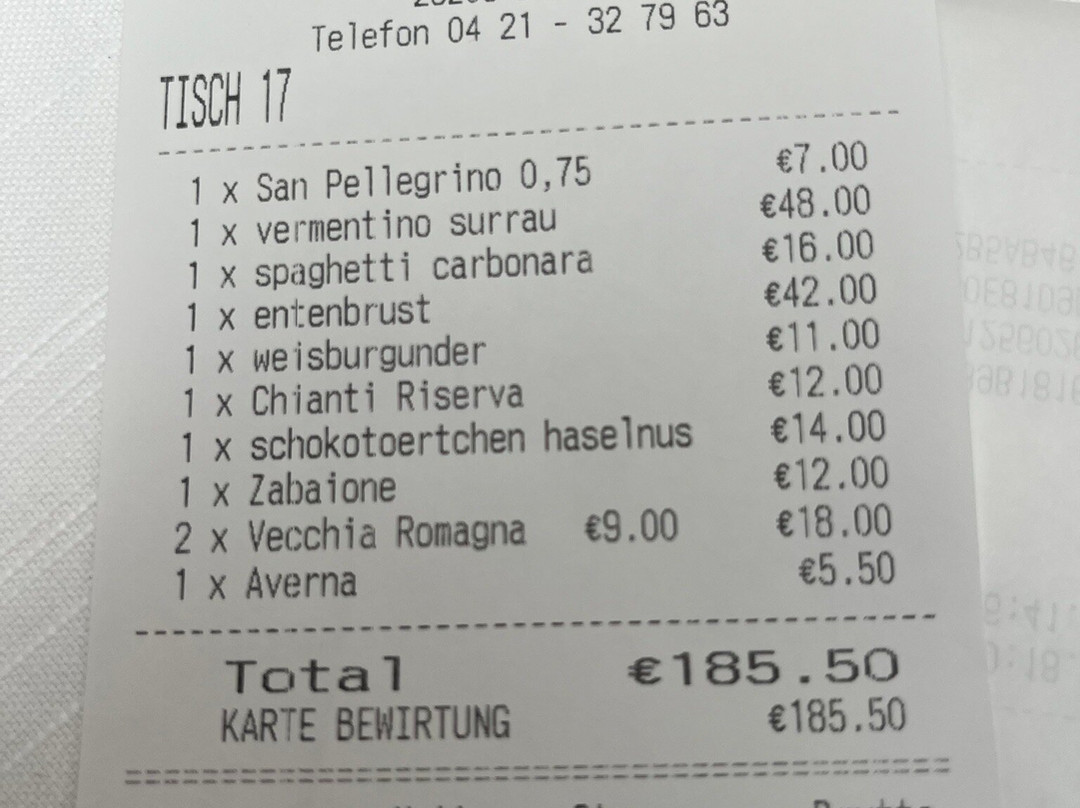 Telefon 04 21 - 32 79 63
TISCH 17
1 x San Pellegrino 0,75 €7.00
1 x vermentino surrau €48.00
1 x spaghetti carbonara €16.00
1 x entenbrust €42.00
1 x weisburgunder €11.00
1 x Chianti Riserva €12.00
1 x schokotoertchen haselnus €14.00
1 x Zabaione €12.00
2 x Vecchia Romagna €9.00 €18.00
1 x Averna €5.50
Total €185.50
KARTE BEWIRTUNG €185.50